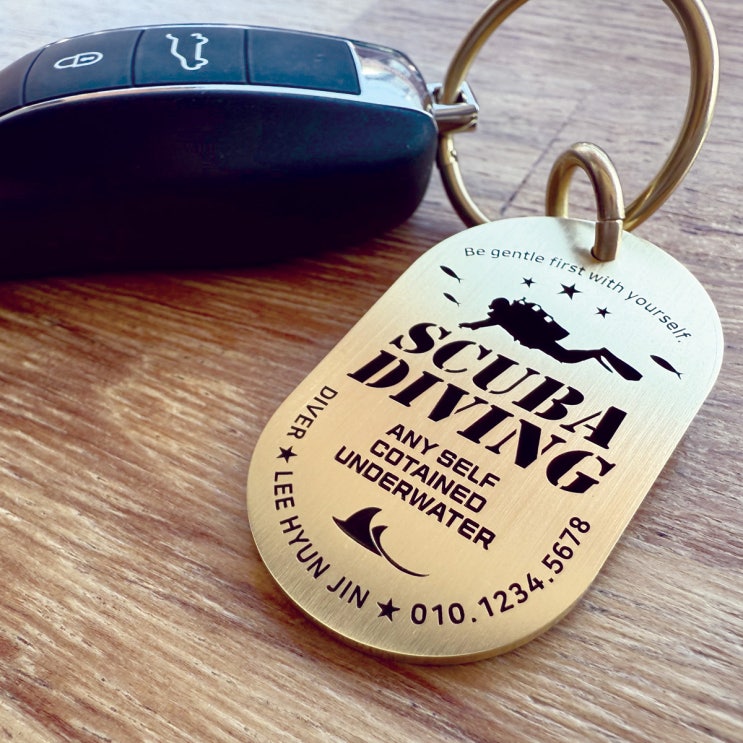 Be gentle first with yourself.
SCUBA
DIVING
ANY SELF
COTAINED
UNDERWATER
DIVER ★ LEE HYUN JIN ★ 010.1234.5678